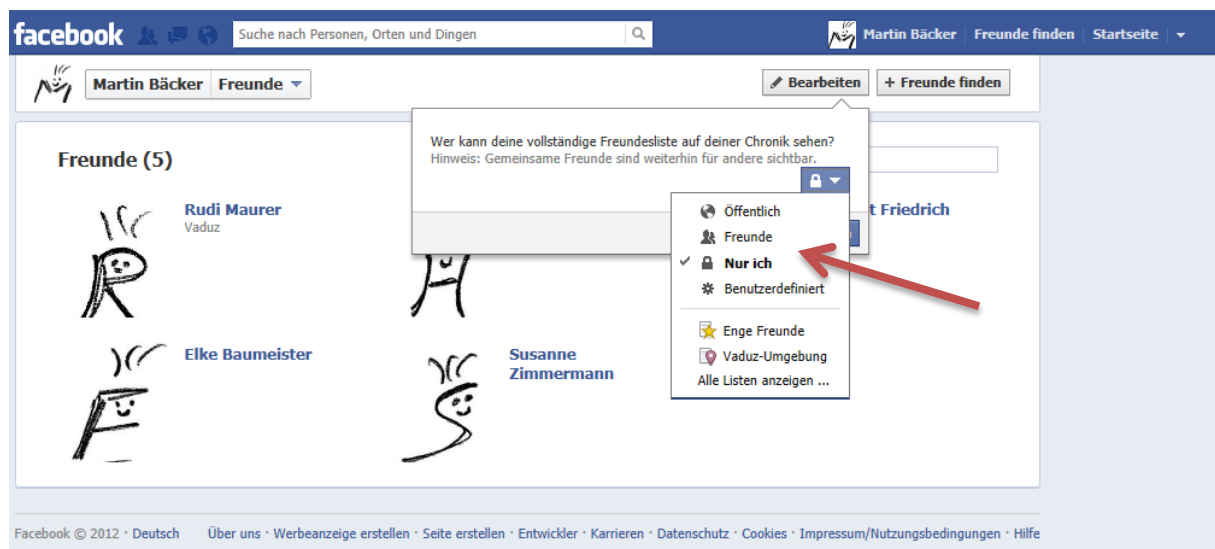 facebook Suche nach Personen, Orten und Dingen Martin Bäcker Freunde finden Startseite
Martin Bäcker Freunde Bearbeiten + Freunde finden
Wer kann deine vollständige Freundesliste auf deiner Chronik sehen?
Hinweis: Gemeinsame Freunde sind weiterhin für andere sichtbar.
Freunde (5)
Rudi Maurer
Vaduz
Friedrich
Öffentlich
Freunde
Nur ich
Benutzerdefiniert
Enge Freunde
Vaduz-Umgebung
Alle Listen anzeigen ...
Elke Baumeister
Susanne
Zimmermann
Facebook © 2012 · Deutsch Über uns · Werbeanzeige erstellen · Seite erstellen · Entwickler · Karrieren · Datenschutz · Cookies · Impressum/Nutzungsbedingungen · Hilfe